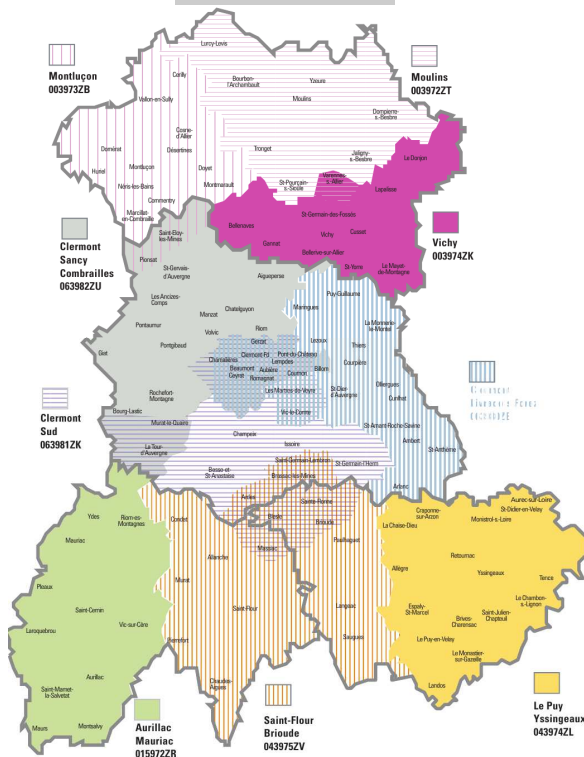 Lurcy-Levis
Montluçon
003973ZB
Moulins
003972ZT
Cerilly
Bourbon-
l'Archambault
Yzeure
Moulins
Vallon-en-Sully
Dompierre-
s.-Besbre
Cosne-
d'Allier
Domérat
Désertines
Tronget
Jaligny-
s.-Besbre
Le Donjon
Huriel
Montluçon
Doyet
Varennes-
s.-Allier
Néris-les-Bains
Montmarault
St-Pourçain-
s.-Sioule
Lapalisse
Commentry
Marcillat-
en-Combraille
St-Germain-des-Fossés
Bellenaves
Vichy
Cusset
Saint-Eloy-
les-Mines
Gannat
Bellerive-sur-Allier
Vichy
003974ZK
Clermont
Sancy
Combrailles
063982ZU
Pionsat
St-Gervais-
d'Auvergne
St-Yorre
Le Mayet-
de-Montagne
Aigueperse
Puy-Guillaume
Les Ancizes-
Comps
Chatelguyon
Maringues
Manzat
La Monnerie-
le-Montel
Pontaumur
Volvic
Riom
Pontgibaud
Gerzat
Lezoux
Thiers
Giat
Clermont Fd
Pont-de-Château
Chamalières
Lempdes
Courpière
Beaumont
Aubière
Cournon
Billom
Ceyrat
Romagnat
Rochefort-
Montagne
Les Martres-de-Veyre
St-Dier-
d'Auvergne
Olliergues
Cunlhat
Clermont
Sud
063981ZK
Bourg-Lastic
Vic-le-Comte
Murat-le-Quaire
St-Amant-Roche-Savine
Champeix
Ambert
La Tour-
d'Auvergne
Issoire
St-Anthème
Saint-Germain-Lembron
Besse-et-
St-Anastaise
St-Germain l'Herm
Brassac-les-Mines
Arlanc
Ardes
Sainte-Florine
Aurec-sur-Loire
Ydes
Riom-es-
Montagnes
Condat
Blesle
Brioude
La Chaise-Dieu
Craponne-
sur-Arzon
St-Didier-en-Velay
Monistrol-s.-Loire
Mauriac
Allanche
Massiac
Paulhaguet
Retournac
Pleaux
Murat
Allègre
Yssingeaux
Tence
Saint-Cernin
Saint-Flour
Langeac
Espaly-
St-Marcel
Le Chambon-
s.-Lignon
Laroquebrou
Vic-sur-Cère
Brives-
Charensac
Saint-Julien-
Chapteuil
Pierrefort
Saugues
Le Puy-en-Velay
Le Monastier-
sur-Gazeille
Aurillac
Chaudes-
Aigues
Landos
Saint-Mamet-
la-Salvetat
Maurs
Montsalvy
Aurillac
Mauriac
015972ZR
Saint-Flour
Brioude
043975ZV
Le Puy
Yssingeaux
043974ZL